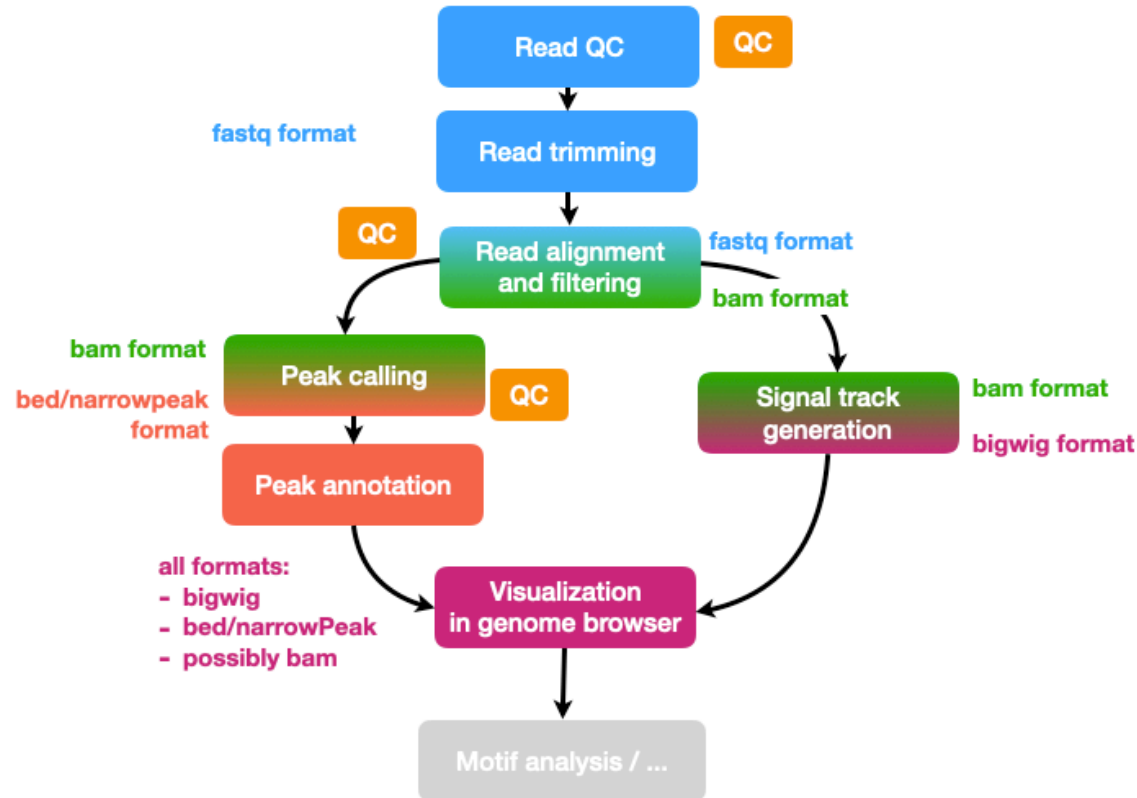 Read QC
QC
fastq format
Read trimming
QC
Read alignment
and filtering
fastq format
bam format
bam format
Peak calling
bed/narrowpeak
format
QC
Signal track
generation
bam format
bigwig format
Peak annotation
all formats:
- bigwig
- bed/narrowPeak
- possibly bam
Visualization
in genome browser
Motif analysis / ...